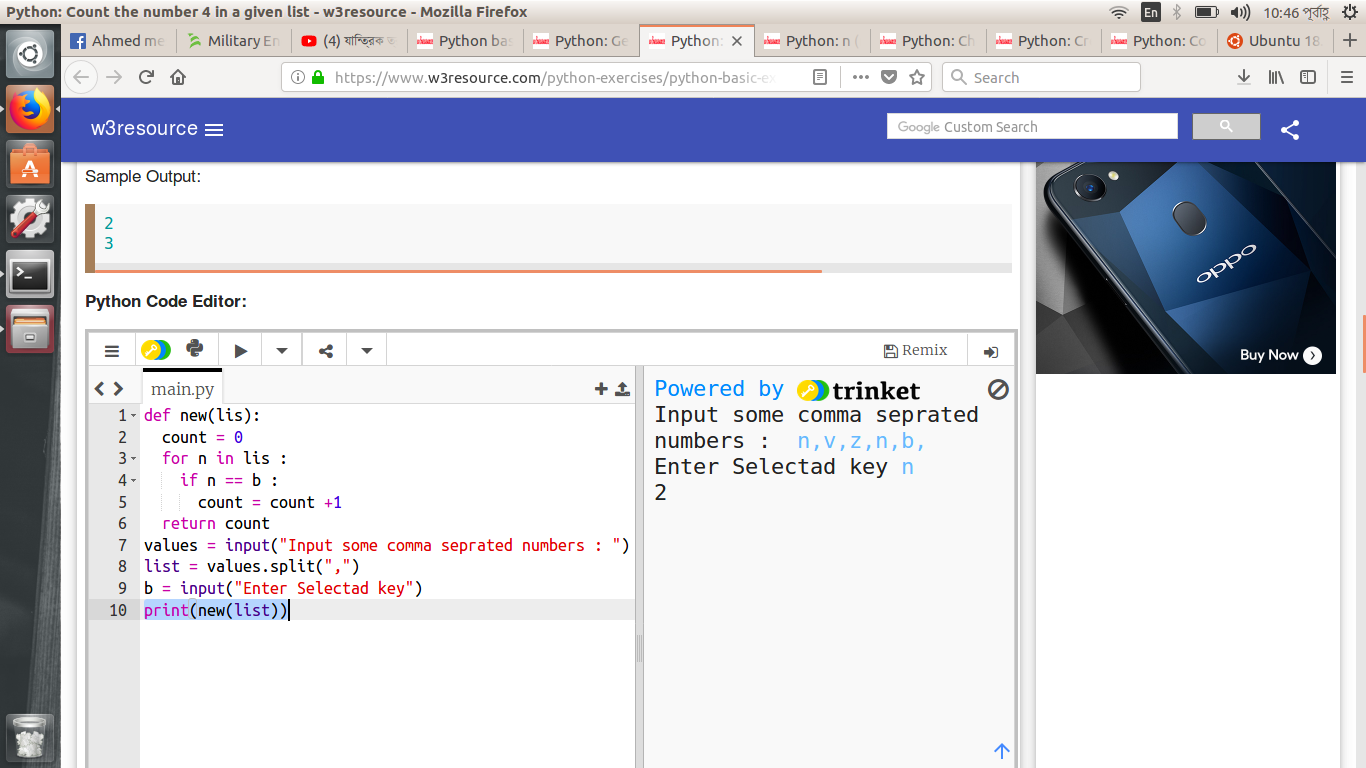 Python: Count the number 4 in a given list - w3resource - Mozilla Firefox
En
10:46 পূর্বাহ্ণ
Ahmed me
Military En
(4) যান্ত্রিক
Python ba
Python: Ge
Python:
Python: n (
Python: Ch
Python: Cr
Python: Co
Ubuntu 18
https://www.w3resource.com/python-exercises/python-basic-ex
Search
w3resource
Google Custom Search
Sample Output:
2
3
oppo
Buy Now
Python Code Editor:
Remix
main.py
Powered by trinket
1 def new(lis):
2 count = 0
3 for n in lis :
4 if n == b :
5 count = count +1
6 return count
7 values = input("Input some comma seprated numbers : ")
8 list = values.split(",")
9 b = input("Enter Selectad key")
10 print(new(list))
Input some comma seprated
numbers : n,v,z,n,b,
Enter Selectad key n
2